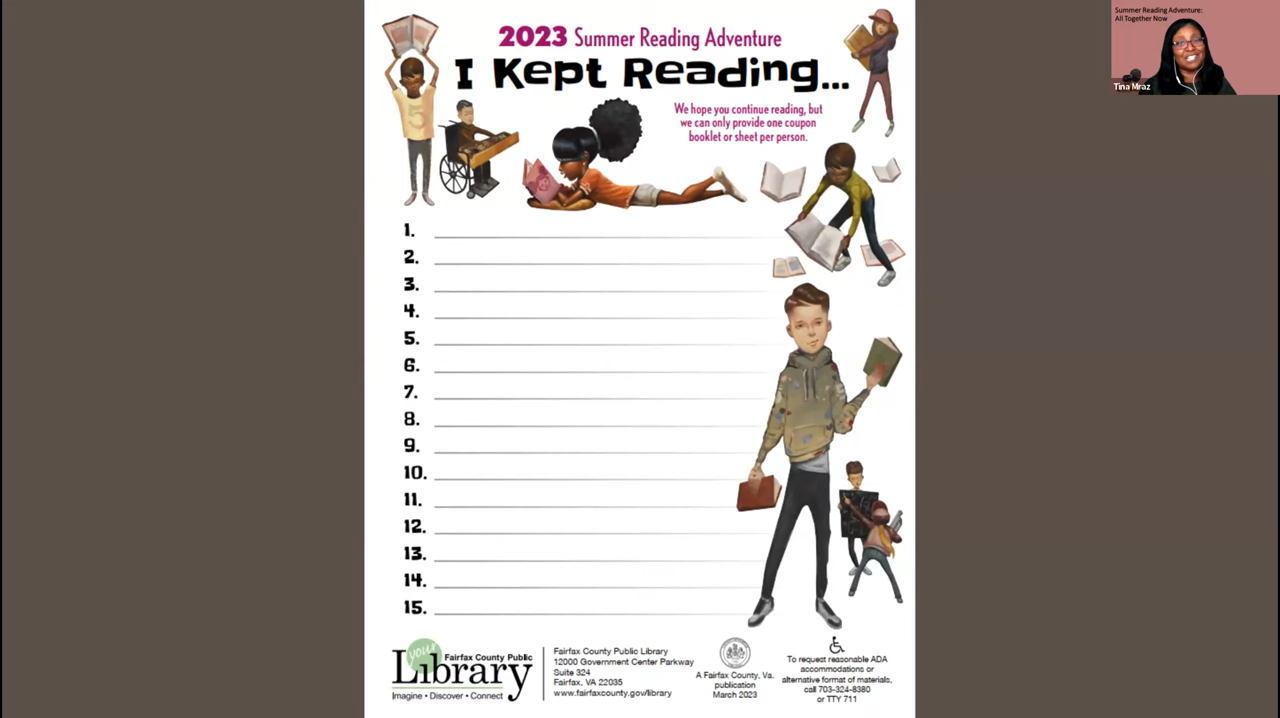 2023 Summer Reading Adventure
I Kept Reading...
We hope you continue reading, but
we can only provide one coupon
booklet or sheet per person.
5
1.
2.
3.
4.
5.
6.
7.
8.
9.
10.
11.
12.
13.
14.
15.
your
Fairfax County Public
Library
Imagine • Discover • Connect
Fairfax County Public Library
12000 Government Center Parkway
Suite 324
Fairfax, VA 22035
www.fairfaxcounty.gov/library
A Fairfax County, Va.
publication
March 2023
To request reasonable ADA
accommodations or
alternative format of materials,
call 703-324-8380
or TTY 711
Summer Reading Adventure:
All Together Now
Tina Mraz